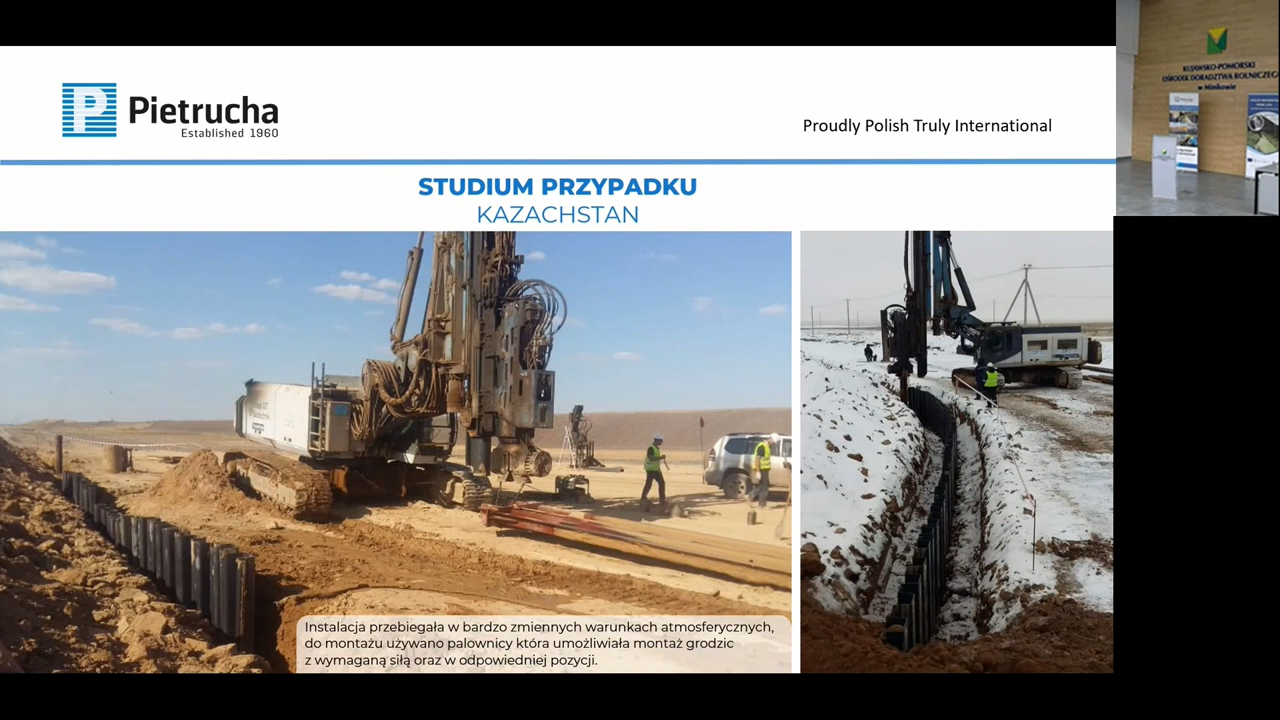 Pietrucha
Established 1960
Proudly Polish Truly International
STUDIUM PRZYPADKU
KAZACHSTAN
Instalacja przebiegała w bardzo zmiennych warunkach atmosferycznych,
do montażu używano palownicy która umożliwiała montaż grodzic
z wymaganą siłą oraz w odpowiedniej pozycji.
KUJAWSKO-POMORSKI
OŚRODEK DORADZTWA ROLNICZEGO
w Minikowie